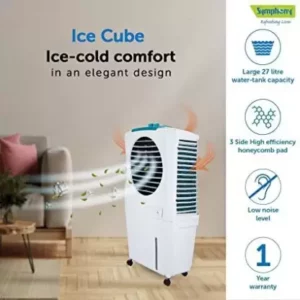 Symphony
Ice Cube
Ice-cold comfort
in an elegant design
Large 27 litre
water-tank capacity
3 Side High efficiency
honeycomb pad
Low noise
level
1
Year
warranty